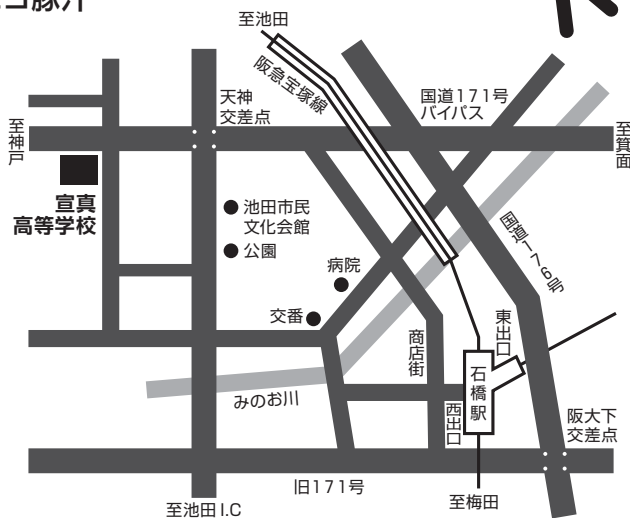 コ豚汁
至池田
阪急宝塚線
天神
交差点
国道171号
バイパス
至神戸
至箕面
宣真
高等学校
池田市民
文化会館
公園
病院
国道176号
交番
東出口
商店街
石橋駅
みのお川
西出口
阪大下
交差点
旧171号
至梅田
至池田I.C